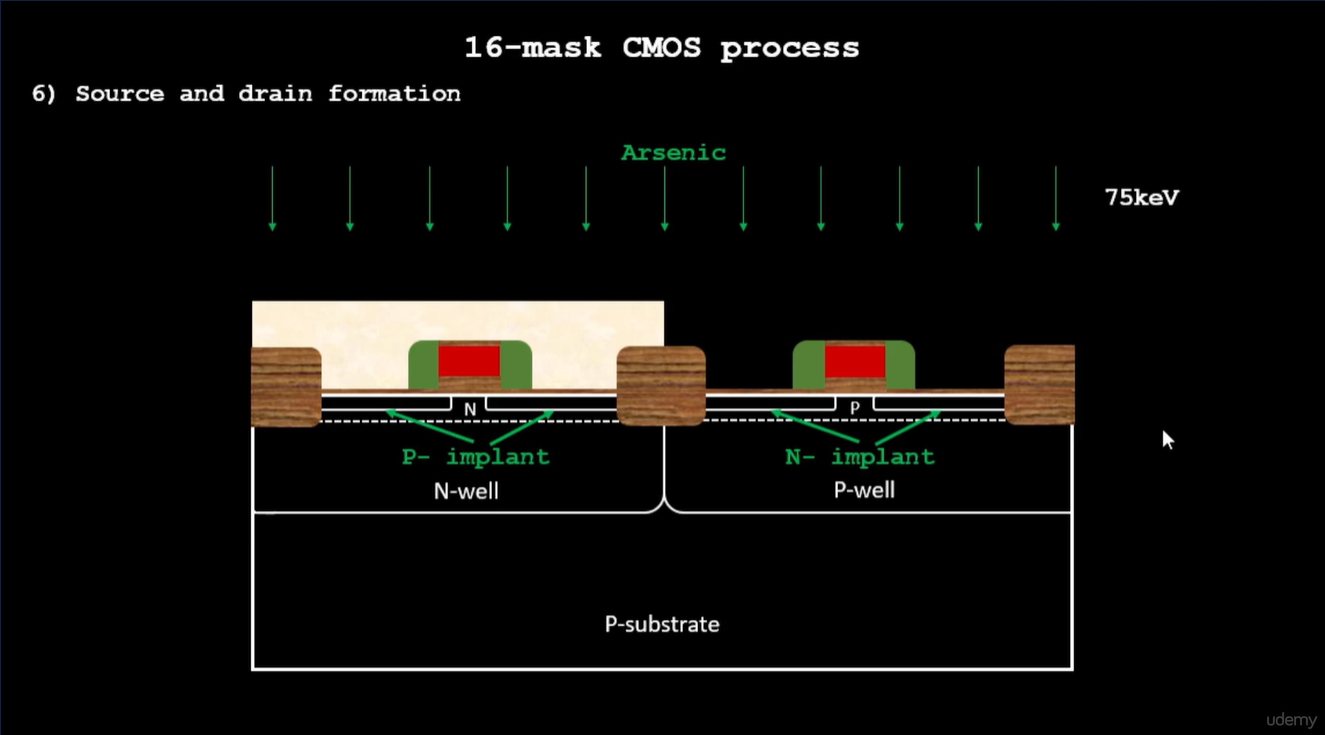 16-mask CMOS process
6) Source and drain formation
Arsenic
75keV
N
P
P- implant
N- implant
N-well
P-well
P-substrate
udemy